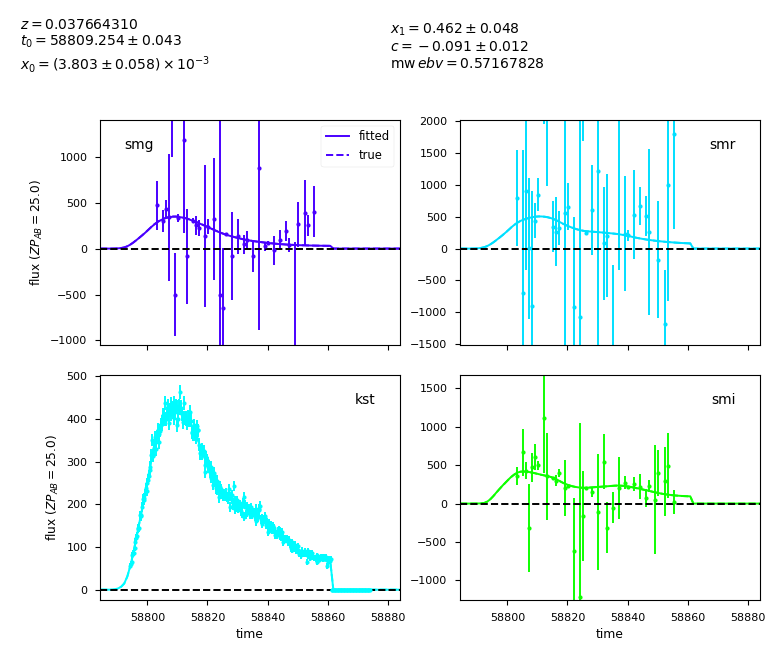 z = 0.037664310
t0 = 58809.254 ± 0.043
x0 = (3.803 ± 0.058) × 10^−3
x1 = 0.462 ± 0.048
c = −0.091 ± 0.012
mw ebv = 0.57167828
smg
fitted
true
1000
500
0
−500
−1000
flux (ZP_AB = 25.0)
smr
2000
1500
1000
500
0
−500
−1000
−1500
kst
500
400
300
200
100
0
flux (ZP_AB = 25.0)
58800 58820 58840 58860 58880
time
smi
1500
1000
500
0
−500
−1000
58800 58820 58840 58860 58880
time